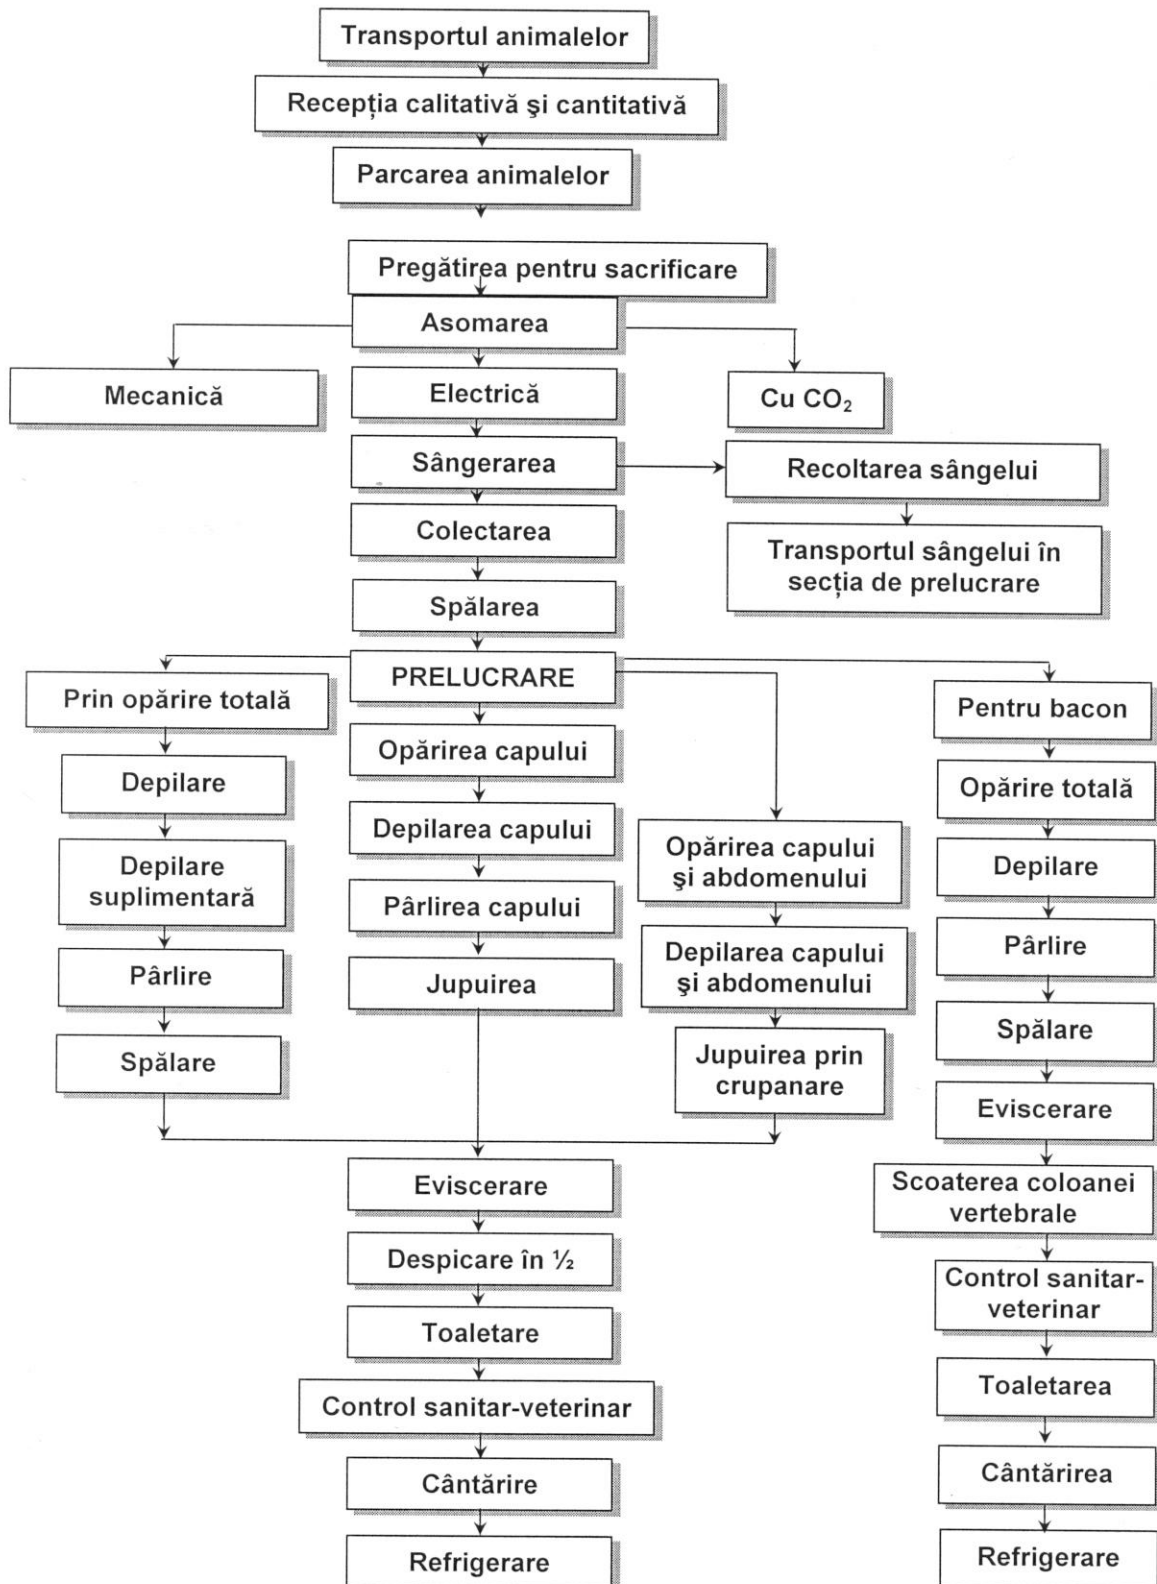 Transportul animalelor
Recepția calitativă şi cantitativă
Parcarea animalelor
Pregătirea pentru sacrificare
Asomarea
Mecanică
Electrică
Cu CO₂
Sângerarea
Recoltarea sângelui
Colectarea
Transportul sângelui în
secția de prelucrare
Spălarea
PRELUCRARE
Prin opărire totală
Depilare
Depilare
suplimentară
Pârlire
Spălare
Opărirea capului
Depilarea capului
Pârlirea capului
Jupuirea
Opărirea capului
şi abdomenului
Depilarea capului
şi abdomenului
Jupuirea prin
crupanare
Pentru bacon
Opărire totală
Depilare
Pârlire
Spălare
Eviscerare
Scoaterea coloanei
vertebrale
Control sanitar-
veterinar
Toaletarea
Cântărirea
Refrigerare
Eviscerare
Despicare în ½
Toaletare
Control sanitar-veterinar
Cântărire
Refrigerare